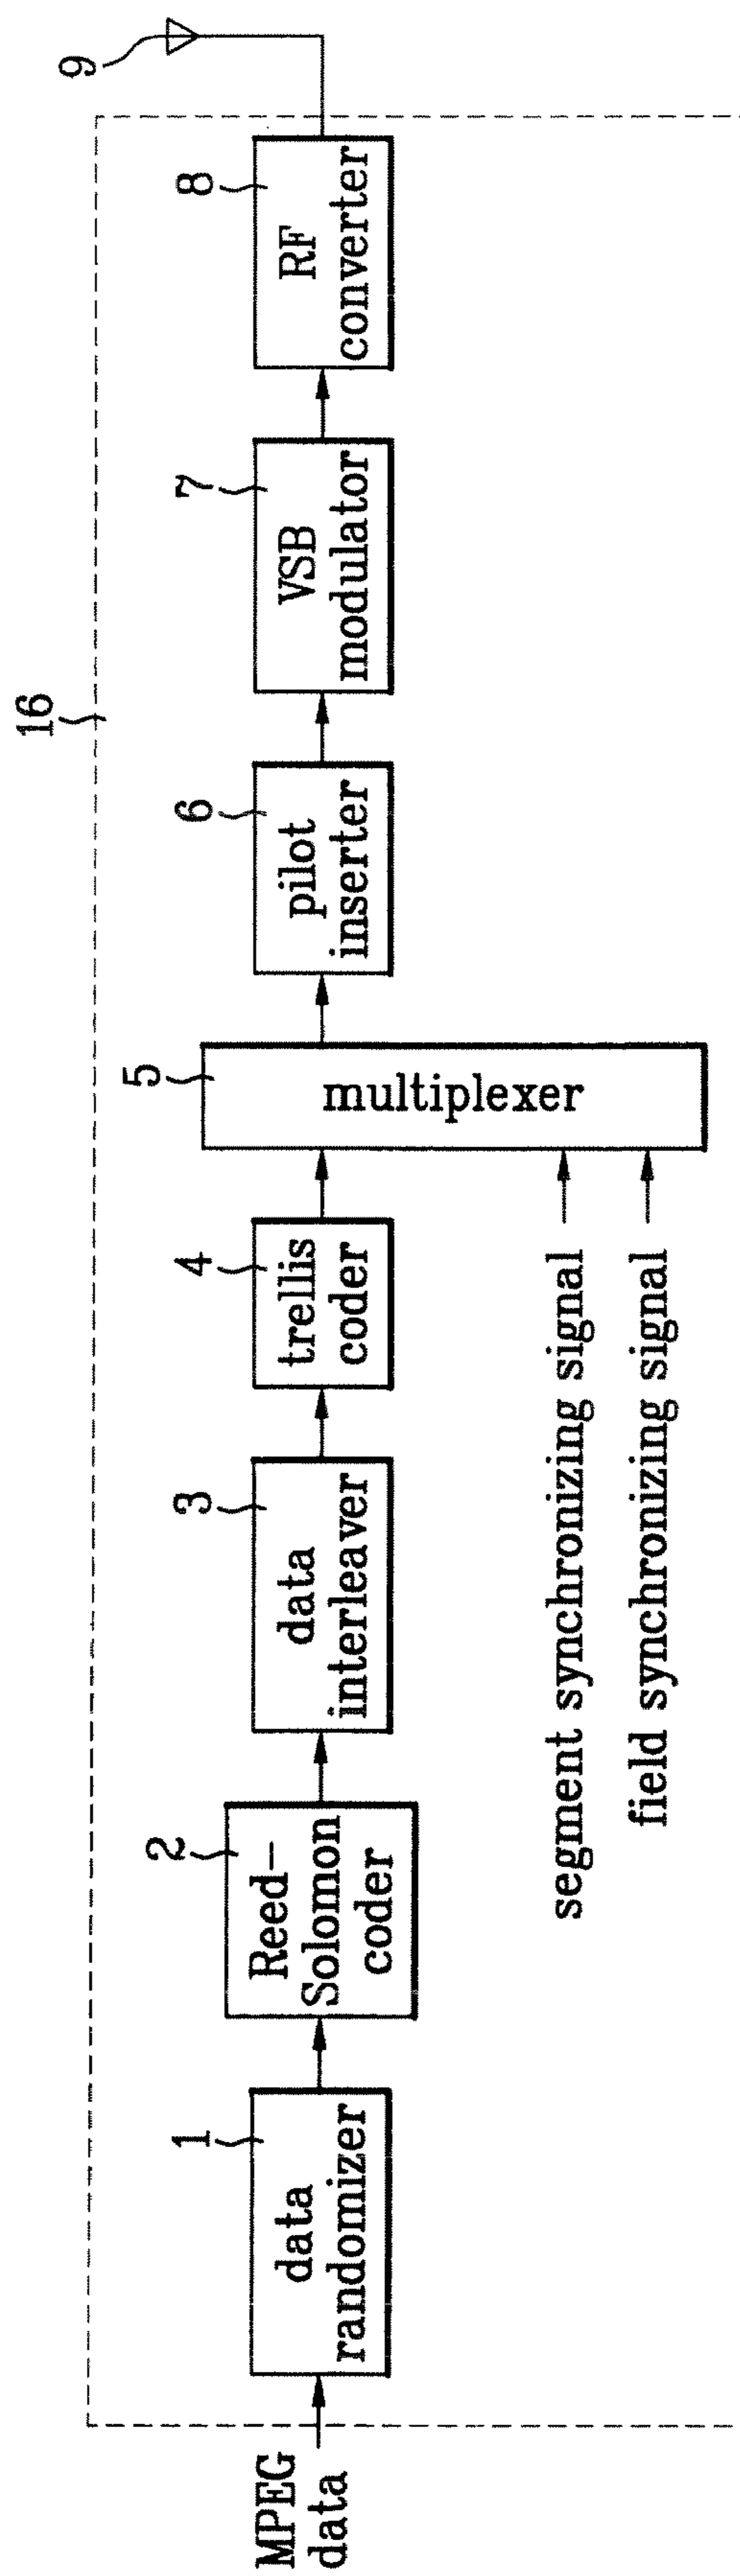 MPEG
data
1
data
randomizer
2
Reed-
Solomon
coder
3
data
interleaver
4
trellis
coder
5
multiplexer
segment synchronizing signal
field synchronizing signal
6
pilot
inserter
16
7
VSB
modulator
8
RF
converter
9